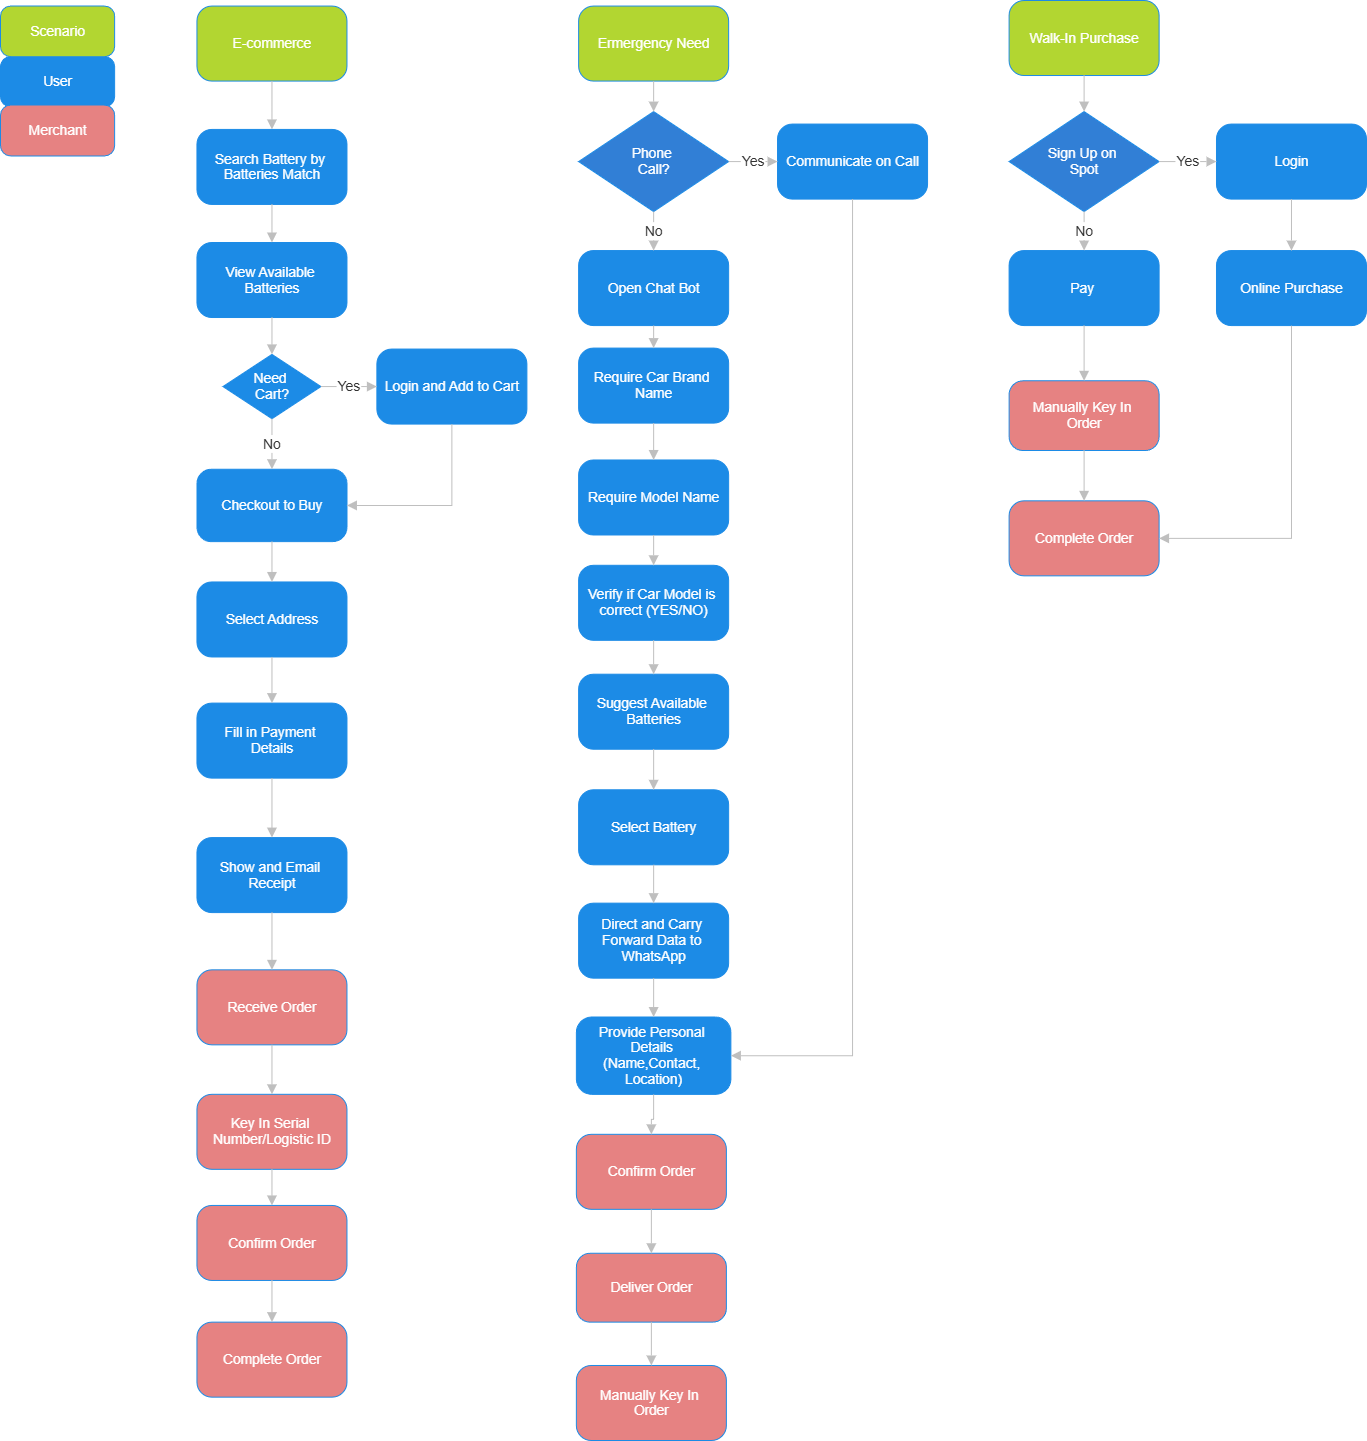 Scenario
User
Merchant
E-commerce
Search Battery by
Batteries Match
View Available
Batteries
Need
Cart?
Yes
Login and Add to Cart
No
Checkout to Buy
Select Address
Fill in Payment
Details
Show and Email
Receipt
Receive Order
Key In Serial
Number/Logistic ID
Confirm Order
Complete Order
Ermergency Need
Phone
Call?
Yes
Communicate on Call
No
Open Chat Bot
Require Car Brand
Name
Require Model Name
Verify if Car Model is
correct (YES/NO)
Suggest Available
Batteries
Select Battery
Direct and Carry
Forward Data to
WhatsApp
Provide Personal
Details
(Name,Contact,
Location)
Confirm Order
Deliver Order
Manually Key In
Order
Walk-In Purchase
Sign Up on
Spot
Yes
Login
No
Pay
Online Purchase
Manually Key In
Order
Complete Order